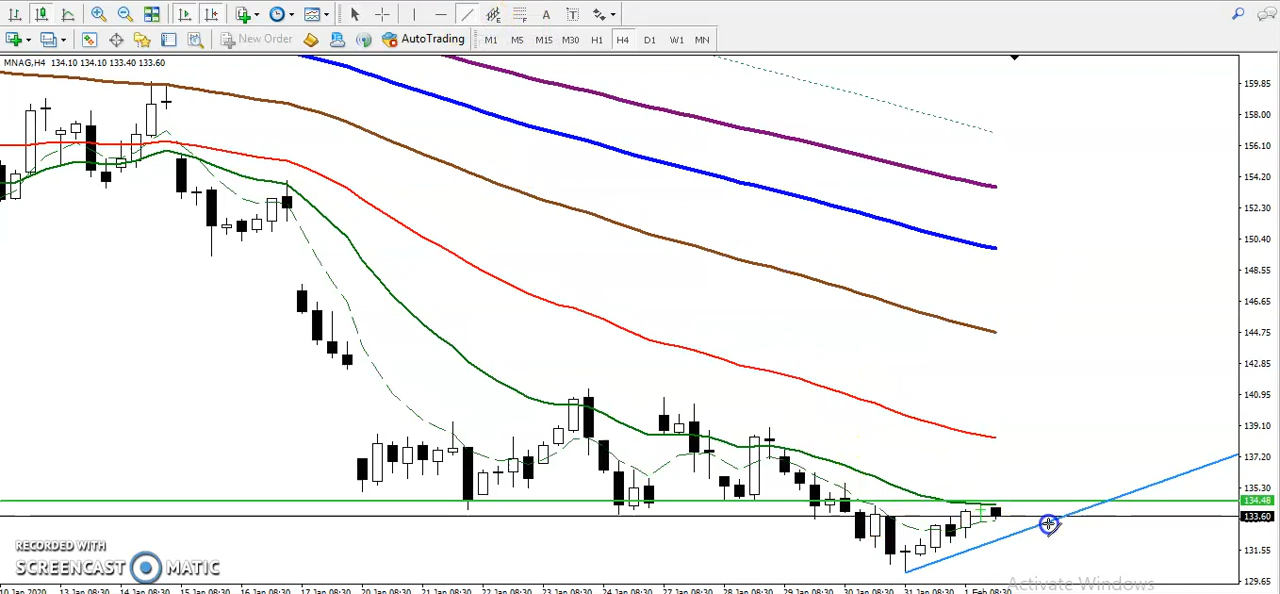 A T
New Order AutoTrading M1 M5 M15 M30 H1 H4 D1 W1 MN
MNAG,H4 134.10 134.10 133.40 133.60
159.85
158.00
156.10
154.20
152.30
150.40
148.55
146.65
144.75
142.85
140.95
139.10
137.20
135.30
134.48
133.60
131.55
129.65
RECORDED WITH
SCREENCAST MATIC
Activate Windows
10 Jan 2020 13 Jan 08:30 14 Jan 08:30 15 Jan 08:30 16 Jan 08:30 17 Jan 08:30 20 Jan 08:30 21 Jan 08:30 22 Jan 08:30 23 Jan 08:30 24 Jan 08:30 27 Jan 08:30 28 Jan 08:30 29 Jan 08:30 30 Jan 08:30 31 Jan 08:30 1 Feb 08:30